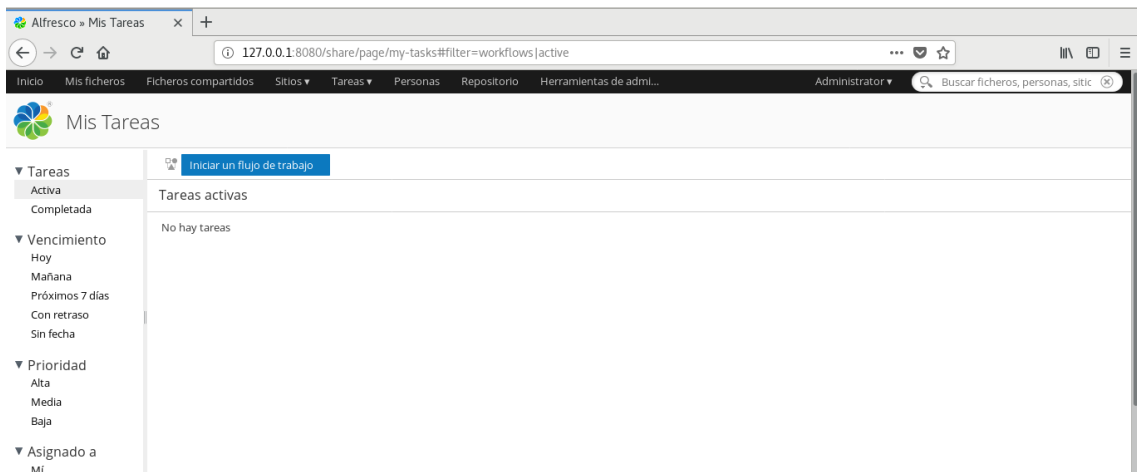 Alfresco » Mis Tareas
127.0.0.1:8080/share/page/my-tasks#filter=workflows|active
Inicio Mis ficheros Ficheros compartidos Sitios ▾ Tareas ▾ Personas Repositorio Herramientas de admi... Administrator ▾ Buscar ficheros, personas, sitic
Mis Tareas
Tareas
Activa
Completada
Vencimiento
Hoy
Mañana
Próximos 7 días
Con retraso
Sin fecha
Prioridad
Alta
Media
Baja
Asignado a
Mí
Iniciar un flujo de trabajo
Tareas activas
No hay tareas